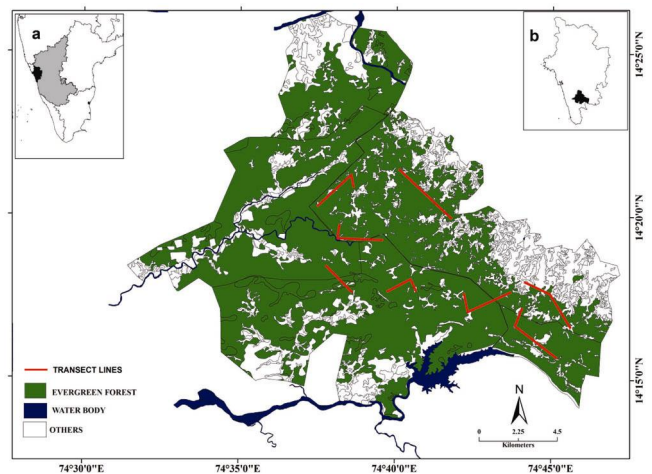 a
b
14°25'0"N
14°20'0"N
14°15'0"N
TRANSECT LINES
EVERGREEN FOREST
WATER BODY
OTHERS
N
0 2.25 4.5
Kilometers
74°30'0"E 74°35'0"E 74°40'0"E 74°45'0"E